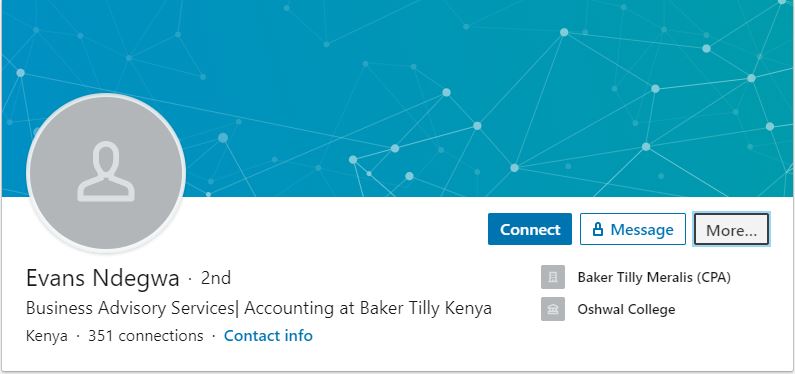 Connect
Message
More...
Evans Ndegwa · 2nd
Business Advisory Services| Accounting at Baker Tilly Kenya
Kenya · 351 connections · Contact info
Baker Tilly Meralis (CPA)
Oshwal College